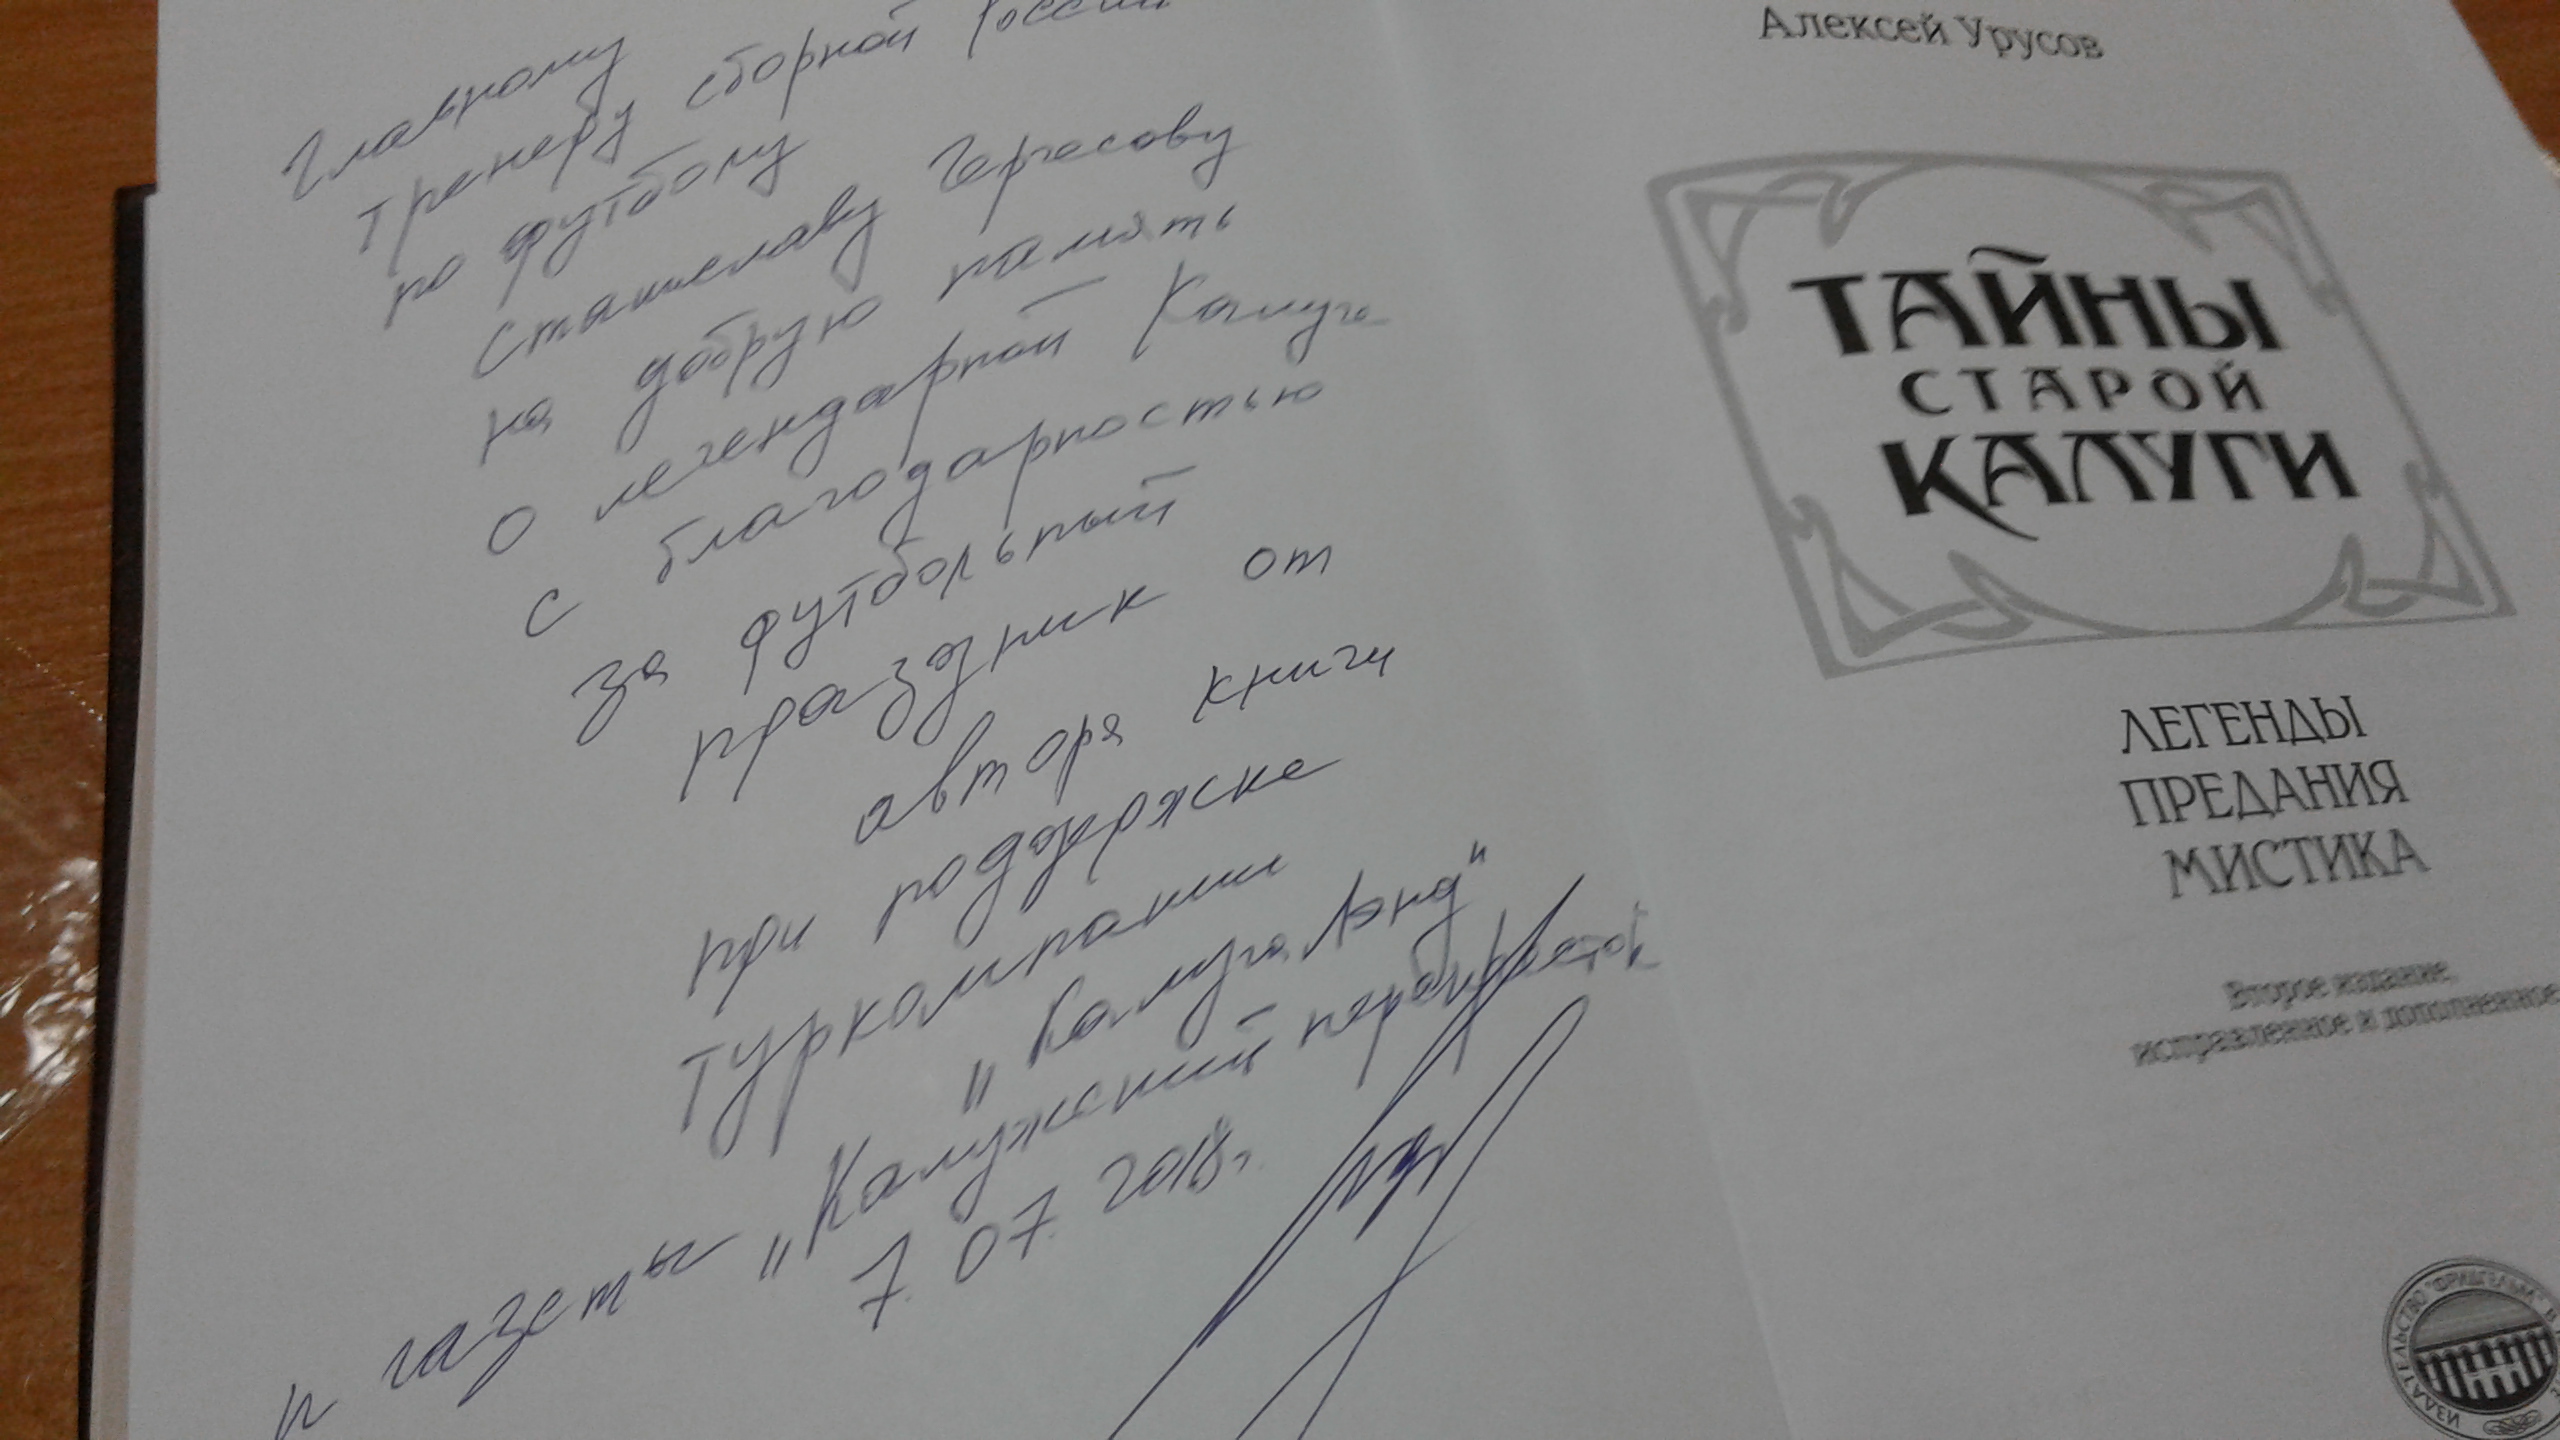 Главному
тренеру сборной России
по футболу
Станиславу Черчесову
на добрую память
о легендарной Калуге
с благодарностью
за футбольный
праздник от
автора книги
при поддержке
туркомпании
„Калуга Лэнд"
и газеты „Калужский перекресток
7.07.2018г.
Алексей Урусов
ТАЙНЫ
СТАРОЙ
КАЛУГИ
ЛЕГЕНДЫ
ПРЕДАНИЯ
МИСТИКА
Второе издание,
исправленное и дополненное
ИЗДАТЕЛЬСТВО "ФРИДГЕЛЬМ"